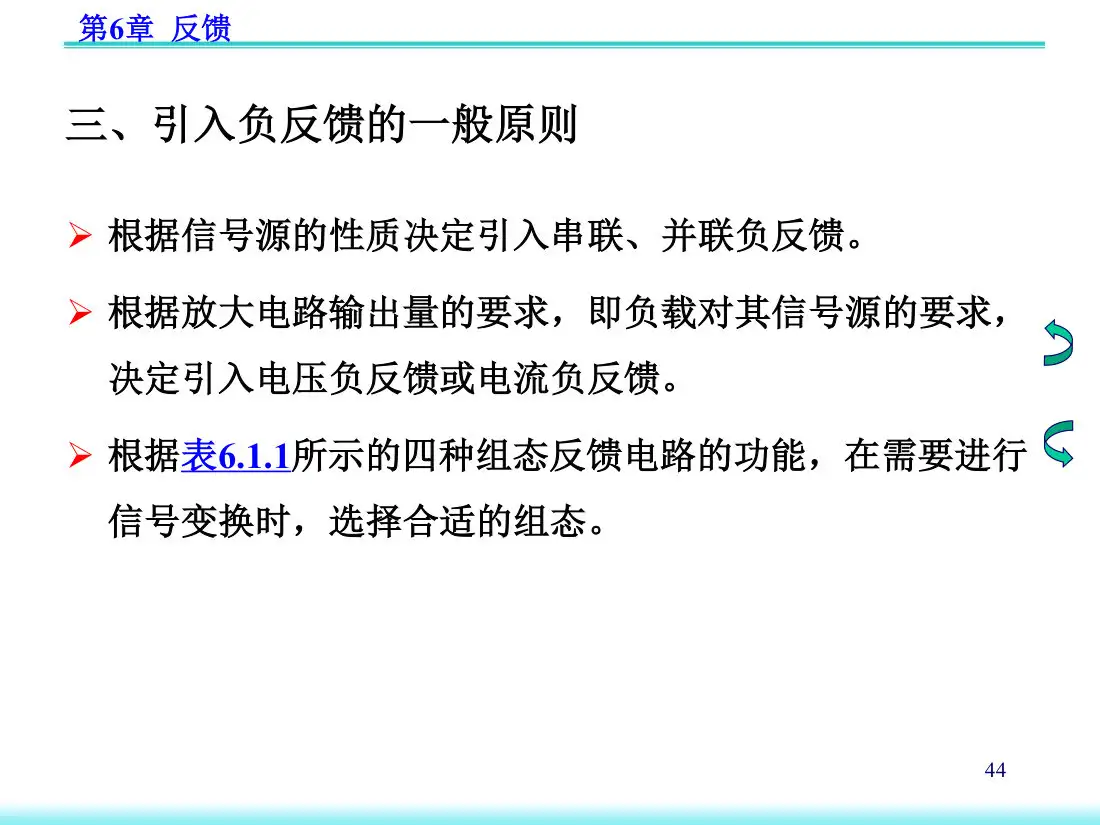 第6章 反馈
三、引入负反馈的一般原则
根据信号源的性质决定引入串联、并联负反馈。
根据放大电路输出量的要求，即负载对其信号源的要求，
决定引入电压负反馈或电流负反馈。
根据表6.1.1所示的四种组态反馈电路的功能，在需要进行
信号变换时，选择合适的组态。
44